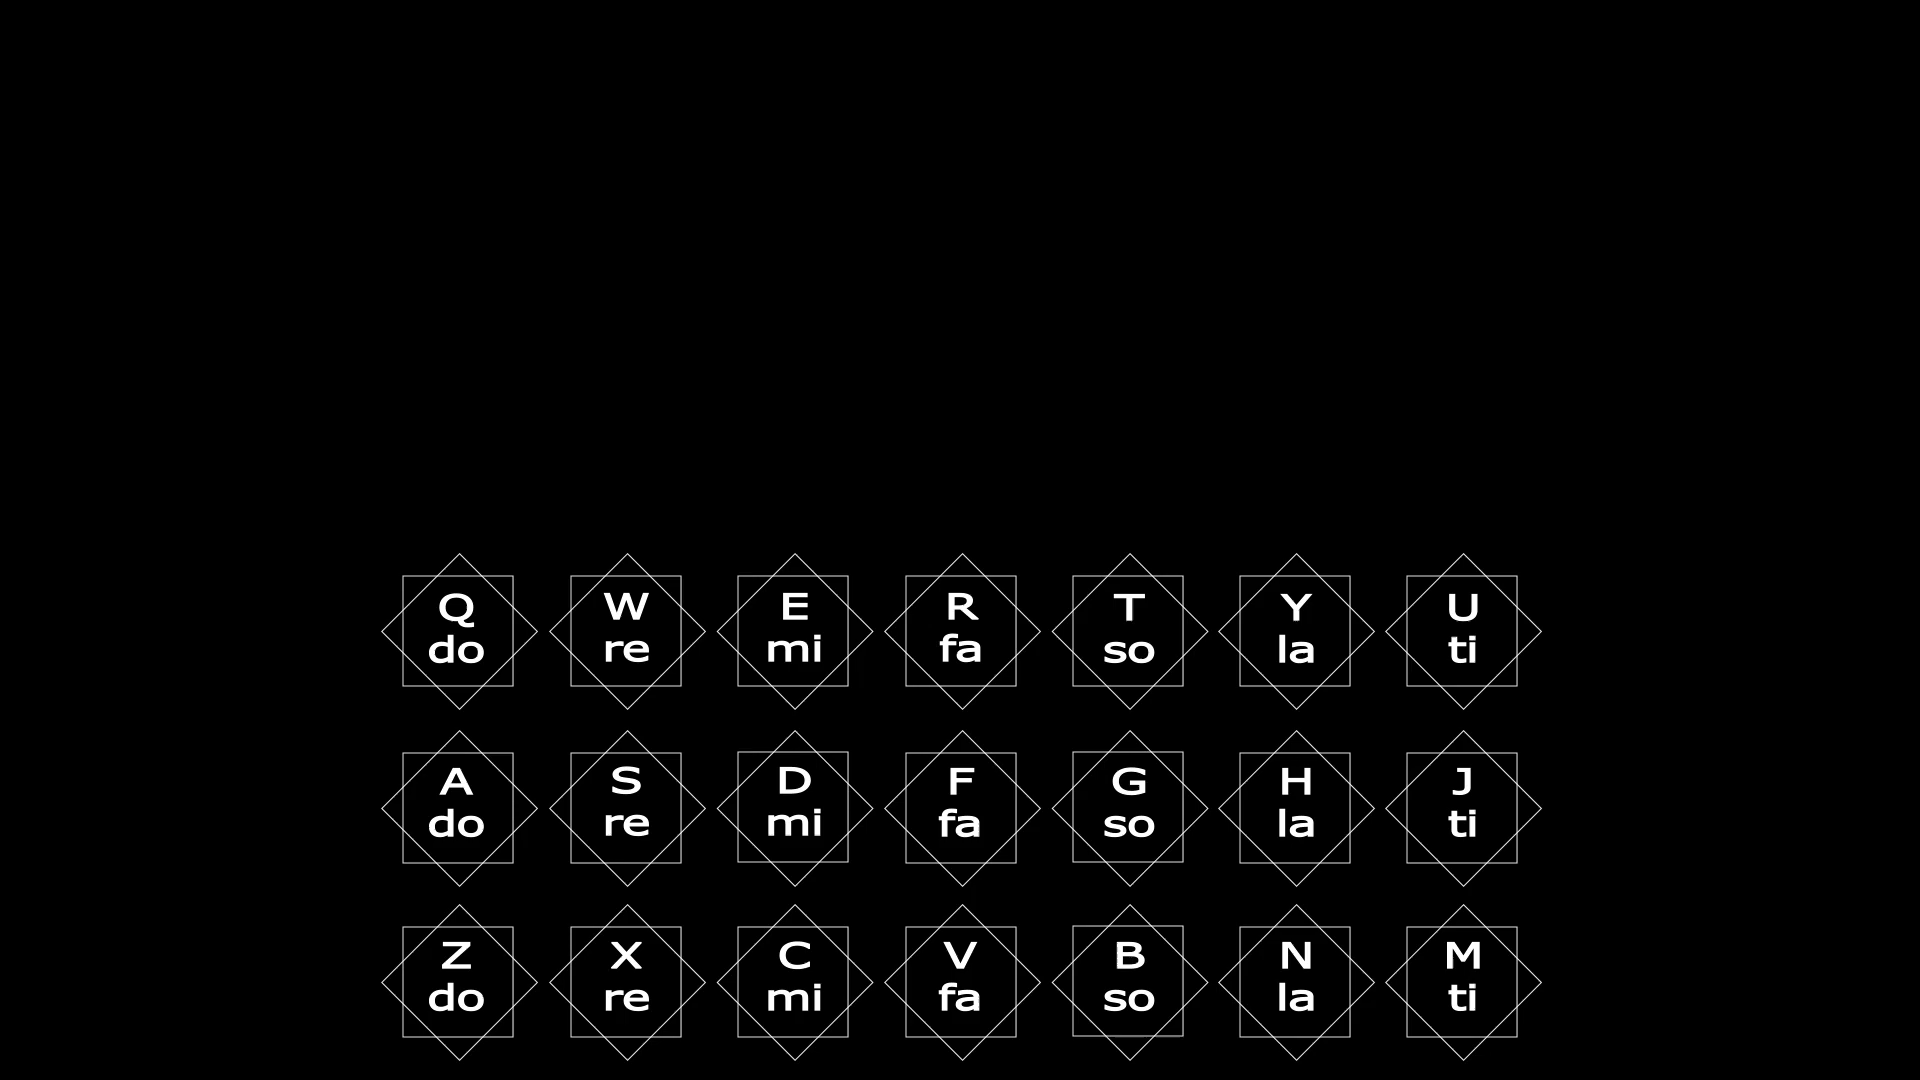 Q W E R T Y U
do re mi fa so la ti
A S D F G H J
do re mi fa so la ti
Z X C V B N M
do re mi fa so la ti